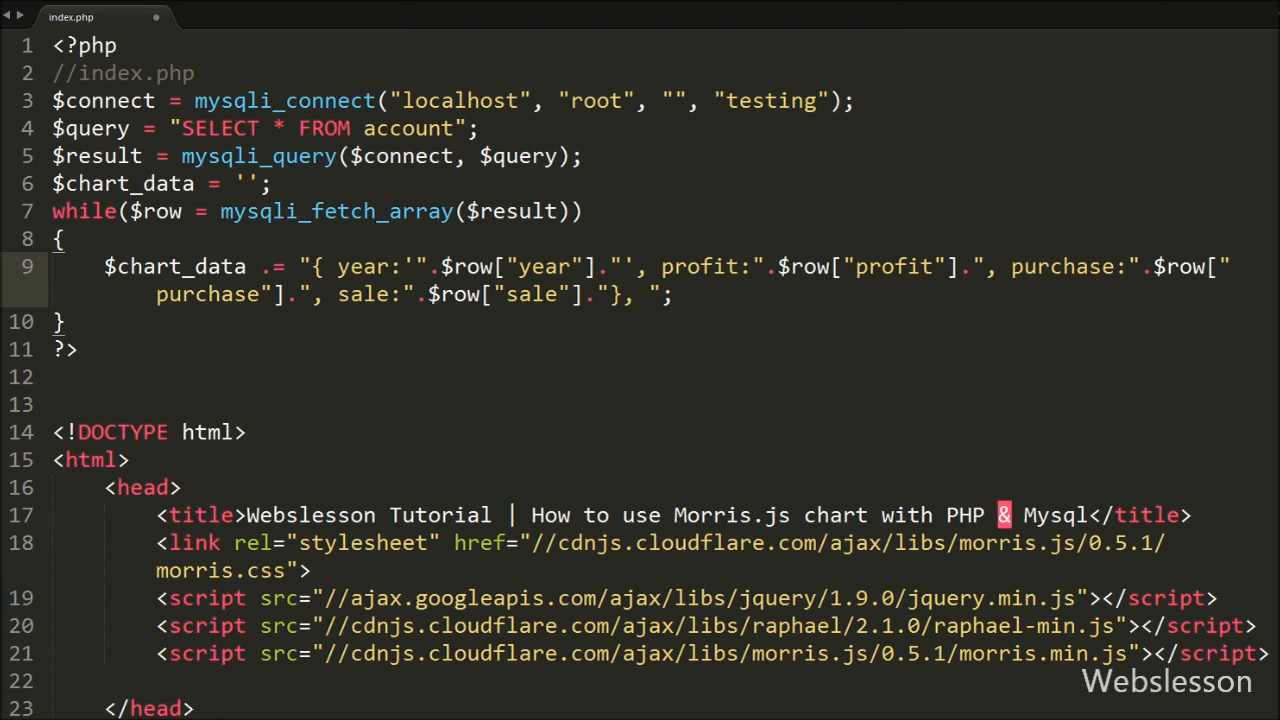 index.php
1 <?php
2 //index.php
3 $connect = mysqli_connect("localhost", "root", "", "testing");
4 $query = "SELECT * FROM account";
5 $result = mysqli_query($connect, $query);
6 $chart_data = '';
7 while($row = mysqli_fetch_array($result))
8 {
9 $chart_data .= "{ year:'".$row["year"]."', profit:".$row["profit"].", purchase:".$row["
purchase"].", sale:".$row["sale"]."}, ";
10 }
11 ?>
12
13
14 <!DOCTYPE html>
15 <html>
16 <head>
17 <title>Webslesson Tutorial | How to use Morris.js chart with PHP & Mysql</title>
18 <link rel="stylesheet" href="//cdnjs.cloudflare.com/ajax/libs/morris.js/0.5.1/
morris.css">
19 <script src="//ajax.googleapis.com/ajax/libs/jquery/1.9.0/jquery.min.js"></script>
20 <script src="//cdnjs.cloudflare.com/ajax/libs/raphael/2.1.0/raphael-min.js"></script>
21 <script src="//cdnjs.cloudflare.com/ajax/libs/morris.js/0.5.1/morris.min.js"></script>
22
Webslesson
23 </head>